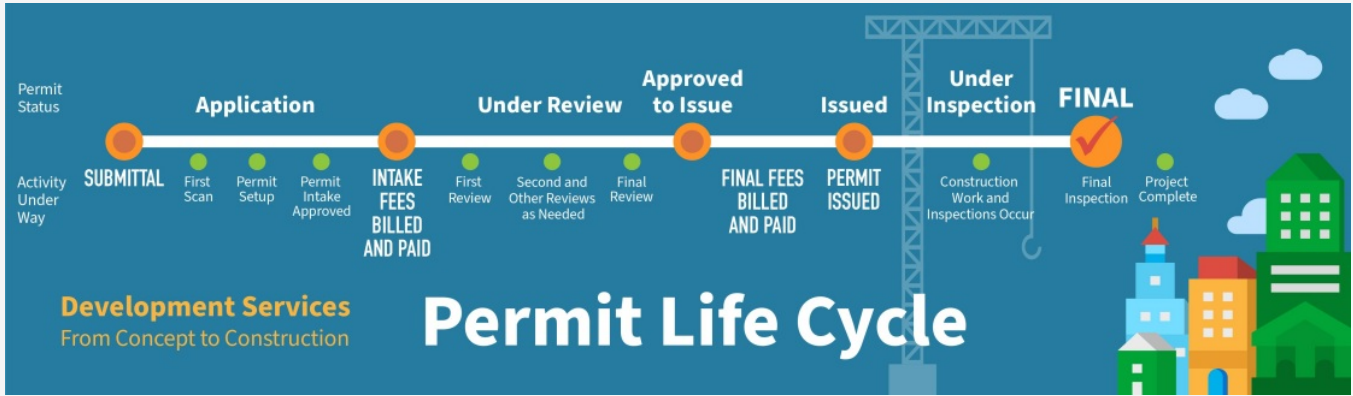 Permit
Status
Application
Under Review
Approved
to Issue
Issued
Under
Inspection
FINAL
Activity
Under
Way
SUBMITTAL
First
Scan
Permit
Setup
Permit
Intake
Approved
INTAKE
FEES
BILLED
AND PAID
First
Review
Second and
Other Reviews
as Needed
Final
Review
FINAL FEES
BILLED
AND PAID
PERMIT
ISSUED
Construction
Work and
Inspections Occur
Final
Inspection
Project
Complete
Development Services
From Concept to Construction
Permit Life Cycle